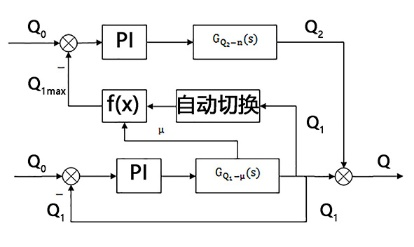 Q₀
PI
G_{Q₂-n}(s)
Q₂
−
Q₁max
f(x)
自动切换
Q₁
μ
Q₀
PI
G_{Q₁-μ}(s)
Q
−
Q₁
Q₁